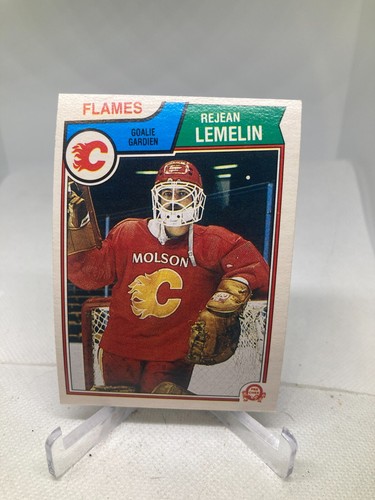 FLAMES
GOALIE
GARDIEN
REJEAN
LEMELIN
C
MOLSON
C